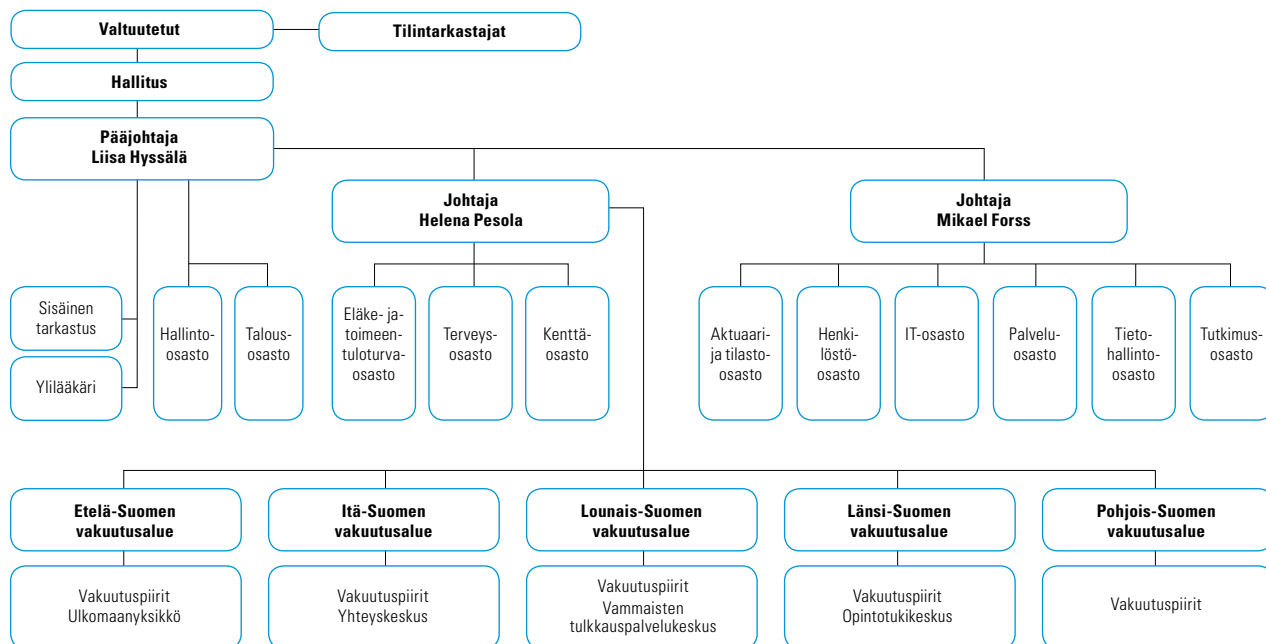 Valtuutetut
Tilintarkastajat
Hallitus
Pääjohtaja
Liisa Hyssälä
Johtaja
Helena Pesola
Johtaja
Mikael Forss
Sisäinen
tarkastus
Ylilääkäri
Hallinto-
osasto
Talous-
osasto
Eläke- ja
toimeen-
tuloturva-
osasto
Terveys-
osasto
Kenttä-
osasto
Aktuaari-
ja tilasto-
osasto
Henki-
löstö-
osasto
IT-osasto
Palvelu-
osasto
Tieto-
hallinto-
osasto
Tutkimus-
osasto
Etelä-Suomen
vakuutusalue
Itä-Suomen
vakuutusalue
Lounais-Suomen
vakuutusalue
Länsi-Suomen
vakuutusalue
Pohjois-Suomen
vakuutusalue
Vakuutuspiirit
Ulkomaanyksikkö
Vakuutuspiirit
Yhteyskeskus
Vakuutuspiirit
Vammaisten
tulkkauspalvelukeskus
Vakuutuspiirit
Opintotukikeskus
Vakuutuspiirit